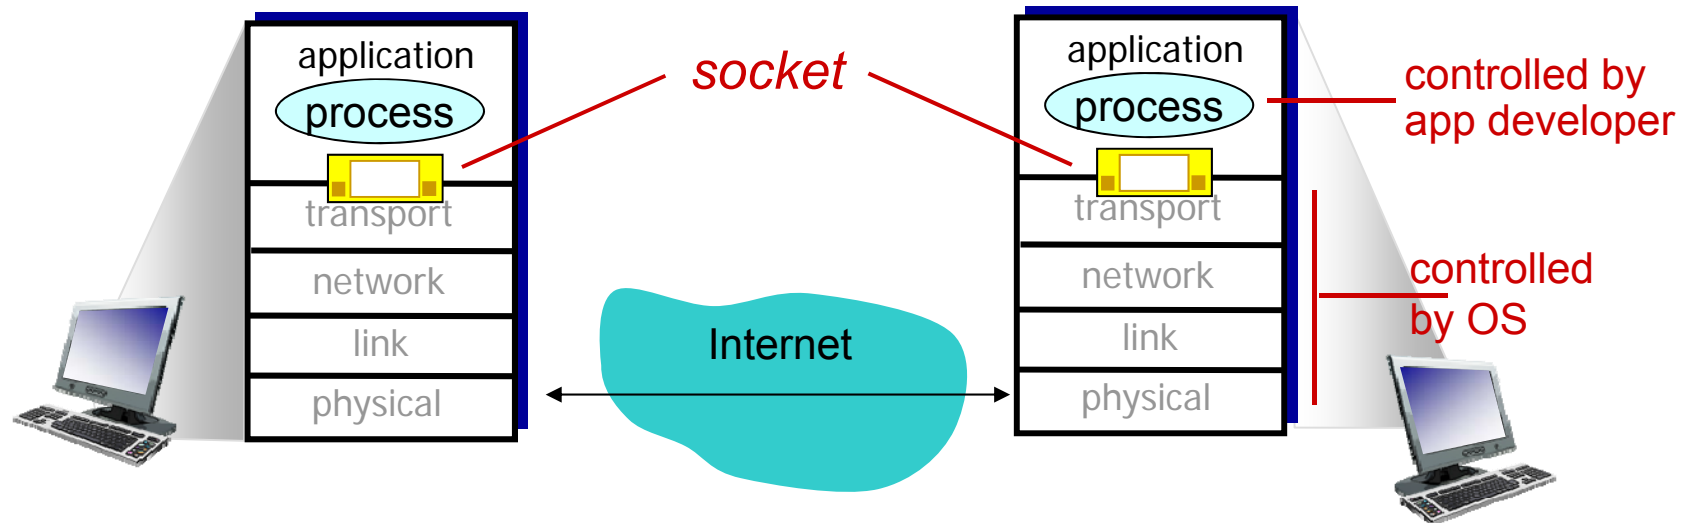 application
process
transport
network
link
physical
socket
Internet
application
process
transport
network
link
physical
controlled by
app developer
controlled
by OS